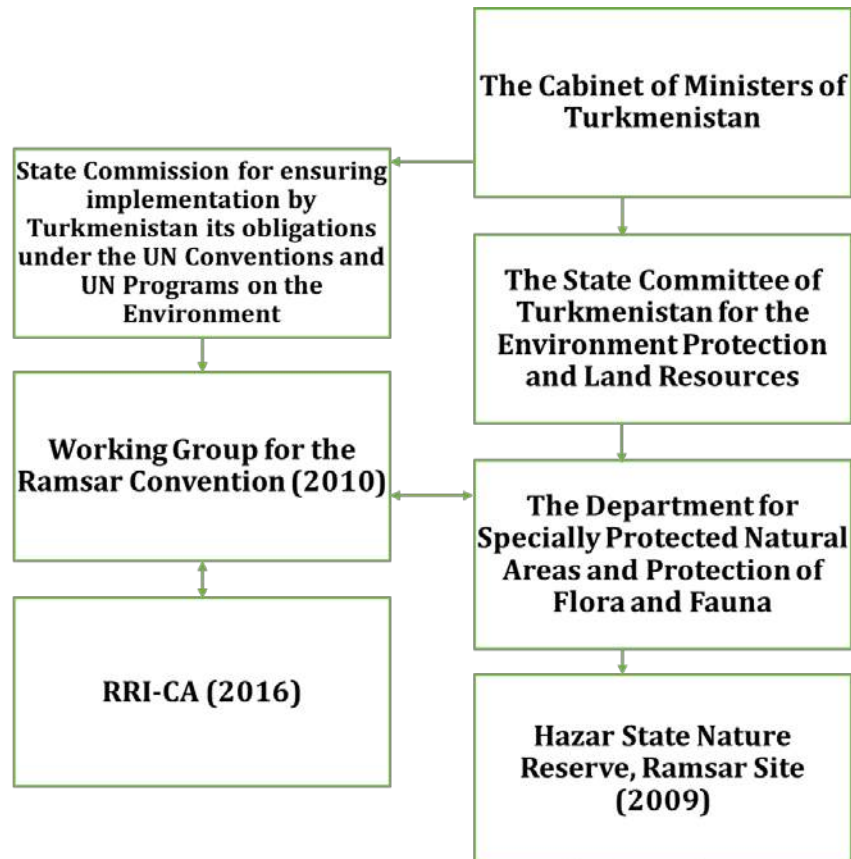 The Cabinet of Ministers of
Turkmenistan
State Commission for ensuring
implementation by
Turkmenistan its obligations
under the UN Conventions and
UN Programs on the
Environment
The State Committee of
Turkmenistan for the
Environment Protection
and Land Resources
Working Group for the
Ramsar Convention (2010)
The Department for
Specially Protected Natural
Areas and Protection of
Flora and Fauna
RRI-CA (2016)
Hazar State Nature
Reserve, Ramsar Site
(2009)